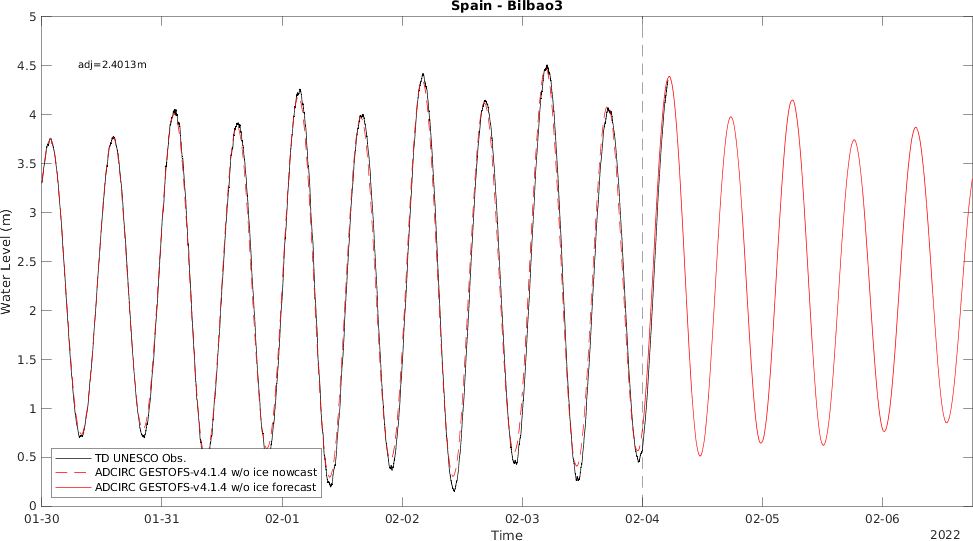 Spain - Bilbao3
5
4.5
4
3.5
3
2.5
2
1.5
1
0.5
0
Water Level (m)
adj=2.4013m
TD UNESCO Obs.
ADCIRC GESTOFS-v4.1.4 w/o ice nowcast
ADCIRC GESTOFS-v4.1.4 w/o ice forecast
01-30 01-31 02-01 02-02 02-03 02-04 02-05 02-06
Time
2022